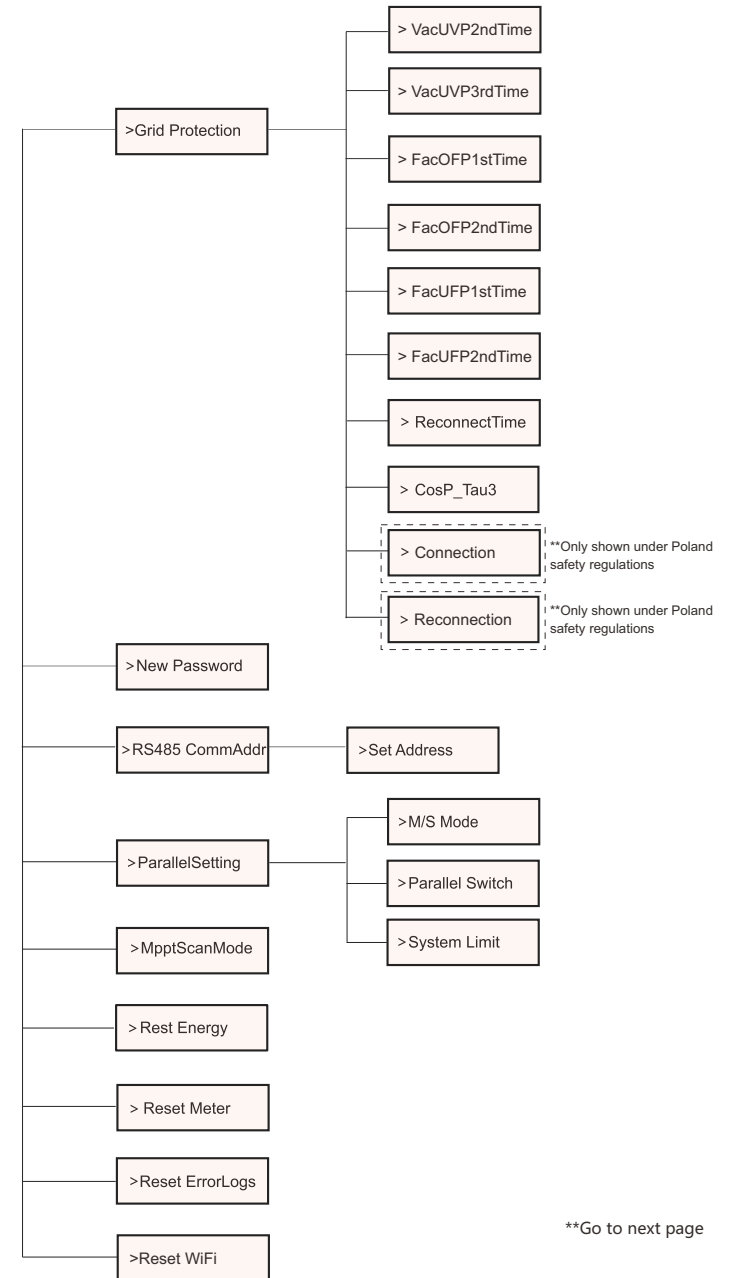 > VacUVP2ndTime
> VacUVP3rdTime
>Grid Protection
> FacOFP1stTime
> FacOFP2ndTime
> FacUFP1stTime
> FacUFP2ndTime
> ReconnectTime
> CosP_Tau3
> Connection
**Only shown under Poland
safety regulations
> Reconnection
**Only shown under Poland
safety regulations
>New Password
>RS485 CommAddr
>Set Address
>ParallelSetting
>M/S Mode
>Parallel Switch
>System Limit
>MpptScanMode
>Rest Energy
> Reset Meter
>Reset ErrorLogs
>Reset WiFi
**Go to next page